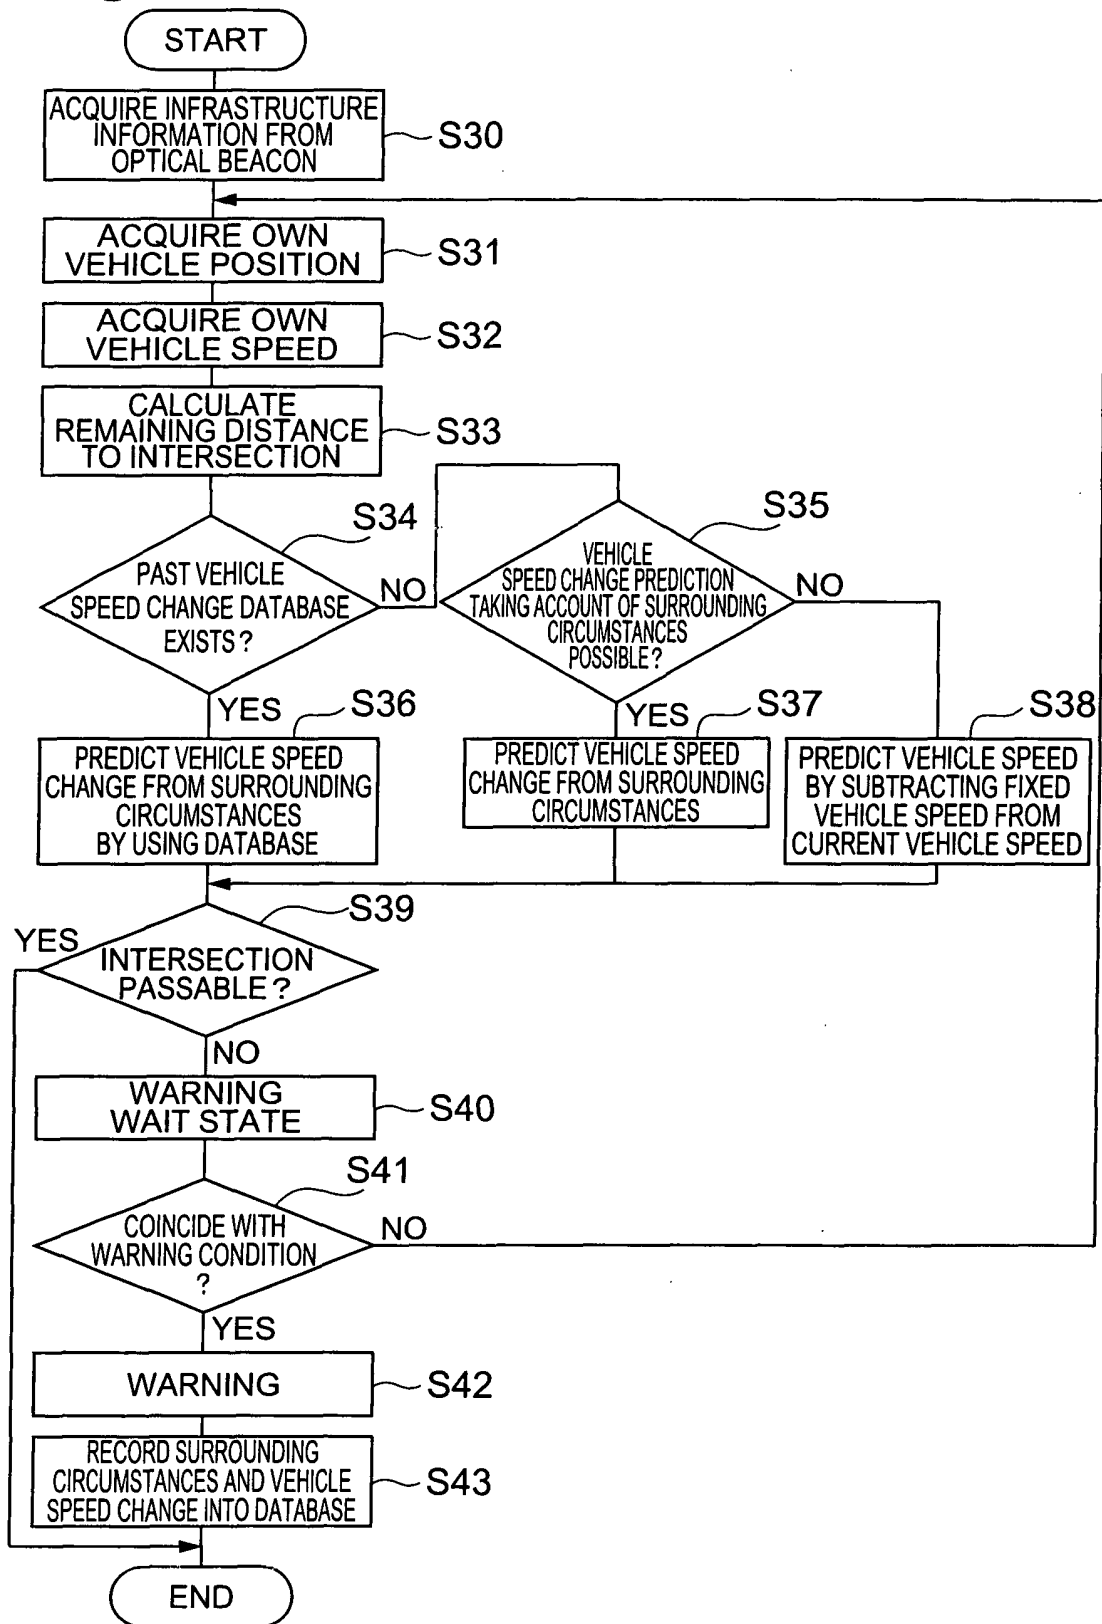 START
ACQUIRE INFRASTRUCTURE
INFORMATION FROM
OPTICAL BEACON
S30
ACQUIRE OWN
VEHICLE POSITION
S31
ACQUIRE OWN
VEHICLE SPEED
S32
CALCULATE
REMAINING DISTANCE
TO INTERSECTION
S33
S34
PAST VEHICLE
SPEED CHANGE DATABASE
EXISTS?
NO
YES
S35
VEHICLE
SPEED CHANGE PREDICTION
TAKING ACCOUNT OF SURROUNDING
CIRCUMSTANCES
POSSIBLE?
NO
YES
S36
PREDICT VEHICLE SPEED
CHANGE FROM SURROUNDING
CIRCUMSTANCES
BY USING DATABASE
S37
PREDICT VEHICLE SPEED
CHANGE FROM SURROUNDING
CIRCUMSTANCES
S38
PREDICT VEHICLE SPEED
BY SUBTRACTING FIXED
VEHICLE SPEED FROM
CURRENT VEHICLE SPEED
S39
YES
INTERSECTION
PASSABLE?
NO
WARNING
WAIT STATE
S40
S41
COINCIDE WITH
WARNING CONDITION
?
NO
YES
WARNING
S42
RECORD SURROUNDING
CIRCUMSTANCES AND VEHICLE
SPEED CHANGE INTO DATABASE
S43
END